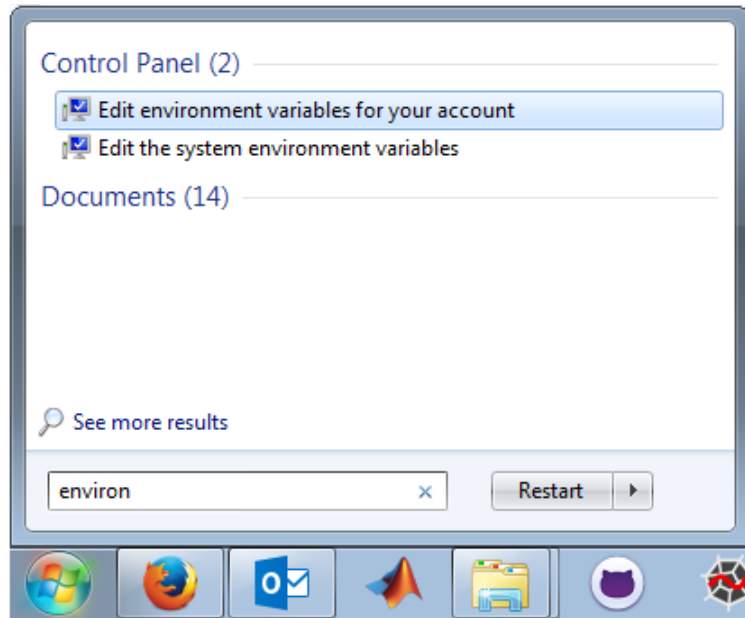 Control Panel (2)
Edit environment variables for your account
Edit the system environment variables
Documents (14)
See more results
environ
Restart